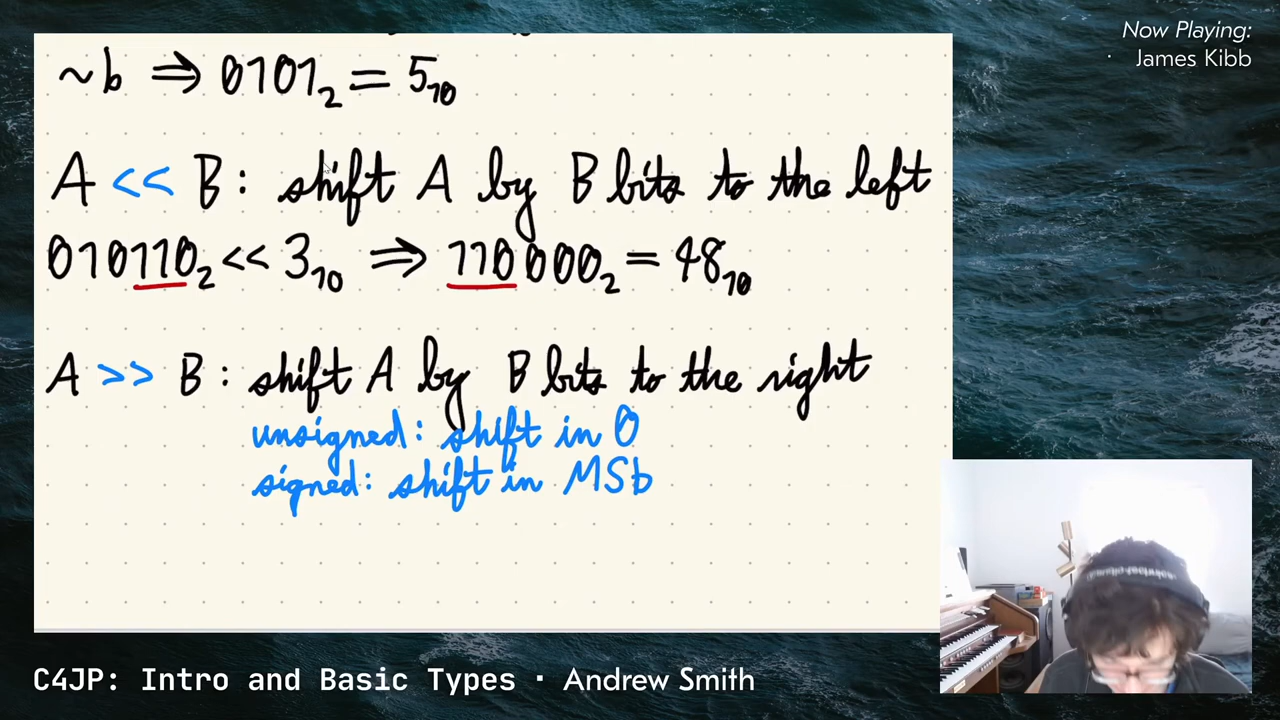 Now Playing:
· James Kibb
~b ⇒ 0101₂ = 5₁₀
A << B: shift A by B bits to the left
010110₂ << 3₁₀ ⇒ 110000₂ = 48₁₀
A >> B: shift A by B bits to the right
unsigned: shift in 0
signed: shift in MSb
C4JP: Intro and Basic Types · Andrew Smith